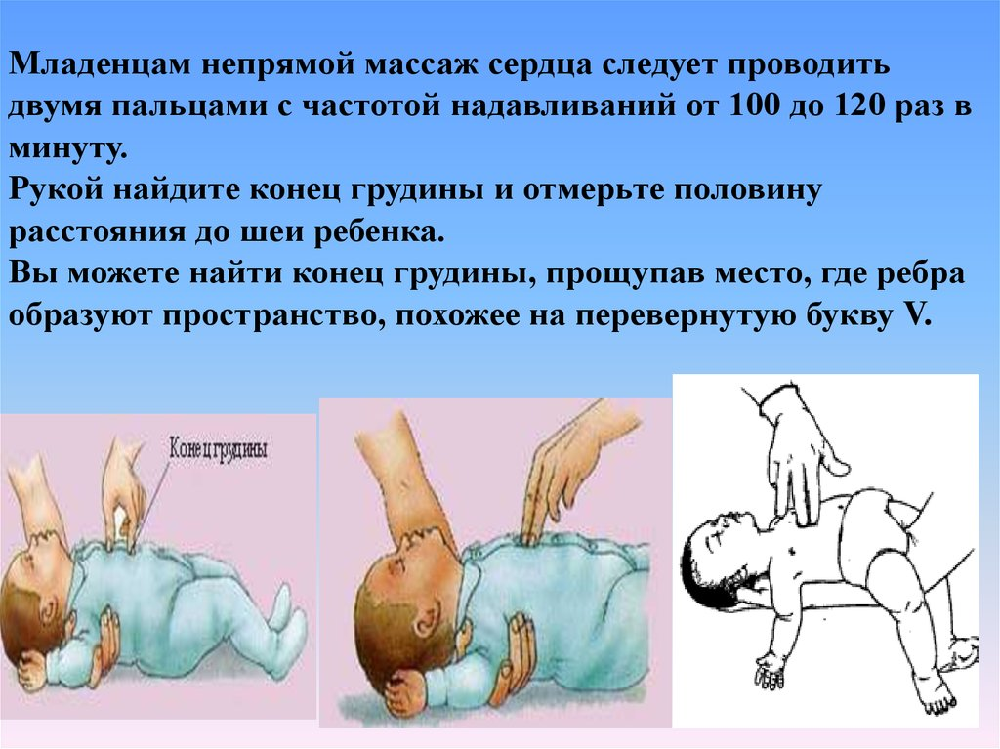 Младенцам непрямой массаж сердца следует проводить
двумя пальцами с частотой надавливаний от 100 до 120 раз в
минуту.
Рукой найдите конец грудины и отмерьте половину
расстояния до шеи ребенка.
Вы можете найти конец грудины, прощупав место, где ребра
образуют пространство, похожее на перевернутую букву V.
Конец грудины